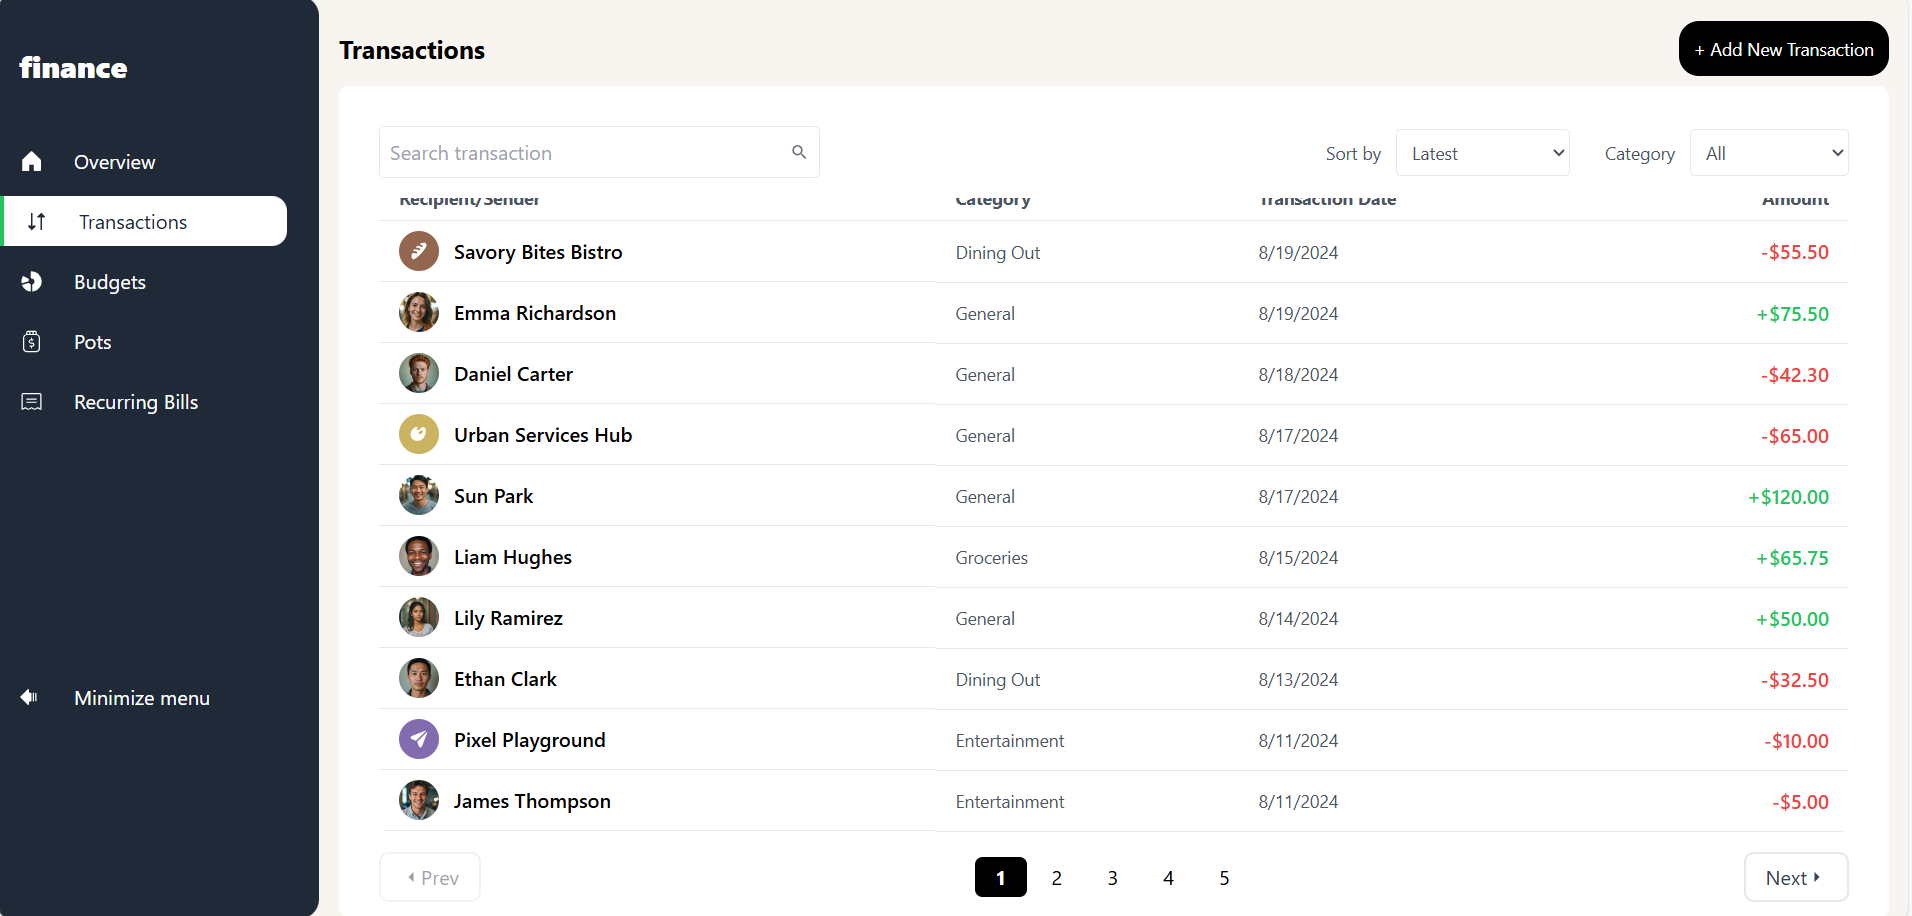 finance
Overview
Transactions
Budgets
Pots
Recurring Bills
Minimize menu
Transactions
+ Add New Transaction
Search transaction
Sort by Latest Category All
Recipient/Sender Category Transaction Date Amount
Savory Bites Bistro Dining Out 8/19/2024 -$55.50
Emma Richardson General 8/19/2024 +$75.50
Daniel Carter General 8/18/2024 -$42.30
Urban Services Hub General 8/17/2024 -$65.00
Sun Park General 8/17/2024 +$120.00
Liam Hughes Groceries 8/15/2024 +$65.75
Lily Ramirez General 8/14/2024 +$50.00
Ethan Clark Dining Out 8/13/2024 -$32.50
Pixel Playground Entertainment 8/11/2024 -$10.00
James Thompson Entertainment 8/11/2024 -$5.00
Prev 1 2 3 4 5 Next